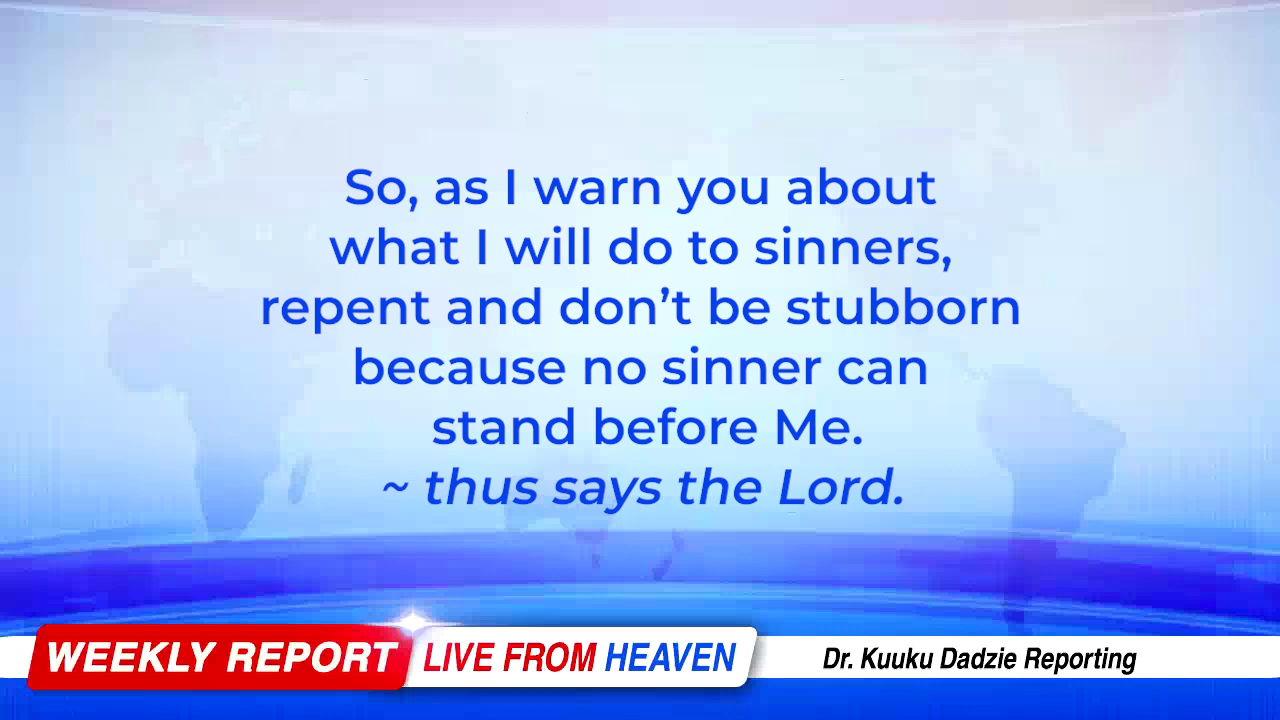 So, as I warn you about
what I will do to sinners,
repent and don’t be stubborn
because no sinner can
stand before Me.
~ thus says the Lord.
WEEKLY REPORT LIVE FROM HEAVEN Dr. Kuuku Dadzie Reporting